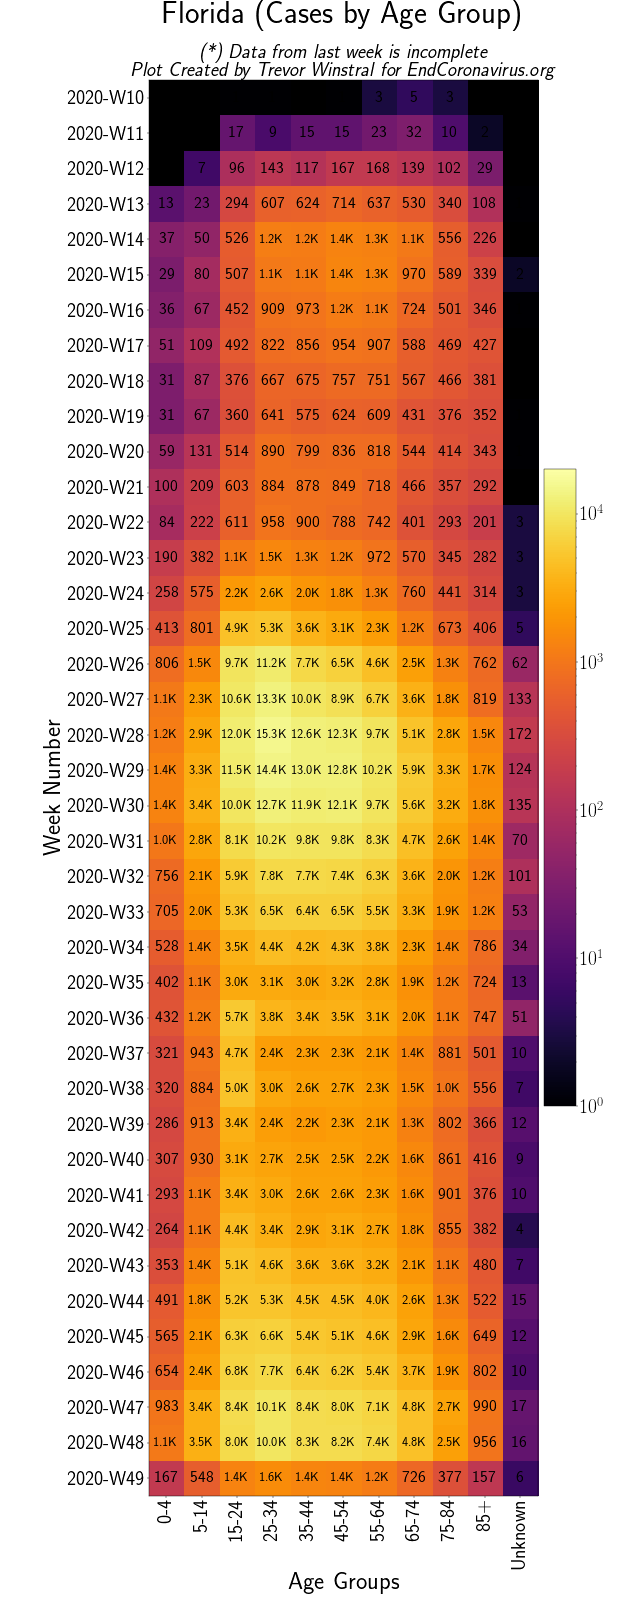 Florida (Cases by Age Group)
(*) Data from last week is incomplete
Plot Created by Trevor Winstral for EndCoronavirus.org
2020-W10 3 5 3
2020-W11 17 9 15 15 23 32 10 2
2020-W12 7 96 143 117 167 168 139 102 29
2020-W13 13 23 294 607 624 714 637 530 340 108
2020-W14 37 50 526 1.2K 1.2K 1.4K 1.3K 1.1K 556 226
2020-W15 29 80 507 1.1K 1.1K 1.4K 1.3K 970 589 339 2
2020-W16 36 67 452 909 973 1.2K 1.1K 724 501 346
2020-W17 51 109 492 822 856 954 907 588 469 427
2020-W18 31 87 376 667 675 757 751 567 466 381
2020-W19 31 67 360 641 575 624 609 431 376 352
2020-W20 59 131 514 890 799 836 818 544 414 343
2020-W21 100 209 603 884 878 849 718 466 357 292
2020-W22 84 222 611 958 900 788 742 401 293 201 3
2020-W23 190 382 1.1K 1.5K 1.3K 1.2K 972 570 345 282 3
2020-W24 258 575 2.2K 2.6K 2.0K 1.8K 1.3K 760 441 314 3
2020-W25 413 801 4.9K 5.3K 3.6K 3.1K 2.3K 1.2K 673 406 5
2020-W26 806 1.5K 9.7K 11.2K 7.7K 6.5K 4.6K 2.5K 1.3K 762 62
2020-W27 1.1K 2.3K 10.6K 13.3K 10.0K 8.9K 6.7K 3.6K 1.8K 819 133
2020-W28 1.2K 2.9K 12.0K 15.3K 12.6K 12.3K 9.7K 5.1K 2.8K 1.5K 172
2020-W29 1.4K 3.3K 11.5K 14.4K 13.0K 12.8K 10.2K 5.9K 3.3K 1.7K 124
2020-W30 1.4K 3.4K 10.0K 12.7K 11.9K 12.1K 9.7K 5.6K 3.2K 1.8K 135
2020-W31 1.0K 2.8K 8.1K 10.2K 9.8K 9.8K 8.3K 4.7K 2.6K 1.4K 70
2020-W32 756 2.1K 5.9K 7.8K 7.7K 7.4K 6.3K 3.6K 2.0K 1.2K 101
2020-W33 705 2.0K 5.3K 6.5K 6.4K 6.5K 5.5K 3.3K 1.9K 1.2K 53
2020-W34 528 1.4K 3.5K 4.4K 4.2K 4.3K 3.8K 2.3K 1.4K 786 34
2020-W35 402 1.1K 3.0K 3.1K 3.0K 3.2K 2.8K 1.9K 1.2K 724 13
2020-W36 432 1.2K 5.7K 3.8K 3.4K 3.5K 3.1K 2.0K 1.1K 747 51
2020-W37 321 943 4.7K 2.4K 2.3K 2.3K 2.1K 1.4K 881 501 10
2020-W38 320 884 5.0K 3.0K 2.6K 2.7K 2.3K 1.5K 1.0K 556 7
2020-W39 286 913 3.4K 2.4K 2.2K 2.3K 2.1K 1.3K 802 366 12
2020-W40 307 930 3.1K 2.7K 2.5K 2.5K 2.2K 1.6K 861 416 9
2020-W41 293 1.1K 3.4K 3.0K 2.6K 2.6K 2.3K 1.6K 901 376 10
2020-W42 264 1.1K 4.4K 3.4K 2.9K 3.1K 2.7K 1.8K 855 382 4
2020-W43 353 1.4K 5.1K 4.6K 3.6K 3.6K 3.2K 2.1K 1.1K 480 7
2020-W44 491 1.8K 5.2K 5.3K 4.5K 4.5K 4.0K 2.6K 1.3K 522 15
2020-W45 565 2.1K 6.3K 6.6K 5.4K 5.1K 4.6K 2.9K 1.6K 649 12
2020-W46 654 2.4K 6.8K 7.7K 6.4K 6.2K 5.4K 3.7K 1.9K 802 10
2020-W47 983 3.4K 8.4K 10.1K 8.4K 8.0K 7.1K 4.8K 2.7K 990 17
2020-W48 1.1K 3.5K 8.0K 10.0K 8.3K 8.2K 7.4K 4.8K 2.5K 956 16
2020-W49 167 548 1.4K 1.6K 1.4K 1.4K 1.2K 726 377 157 6
0-4 5-14 15-24 25-34 35-44 45-54 55-64 65-74 75-84 85+ Unknown
Age Groups
Week Number
10⁴
10³
10²
10¹
10⁰